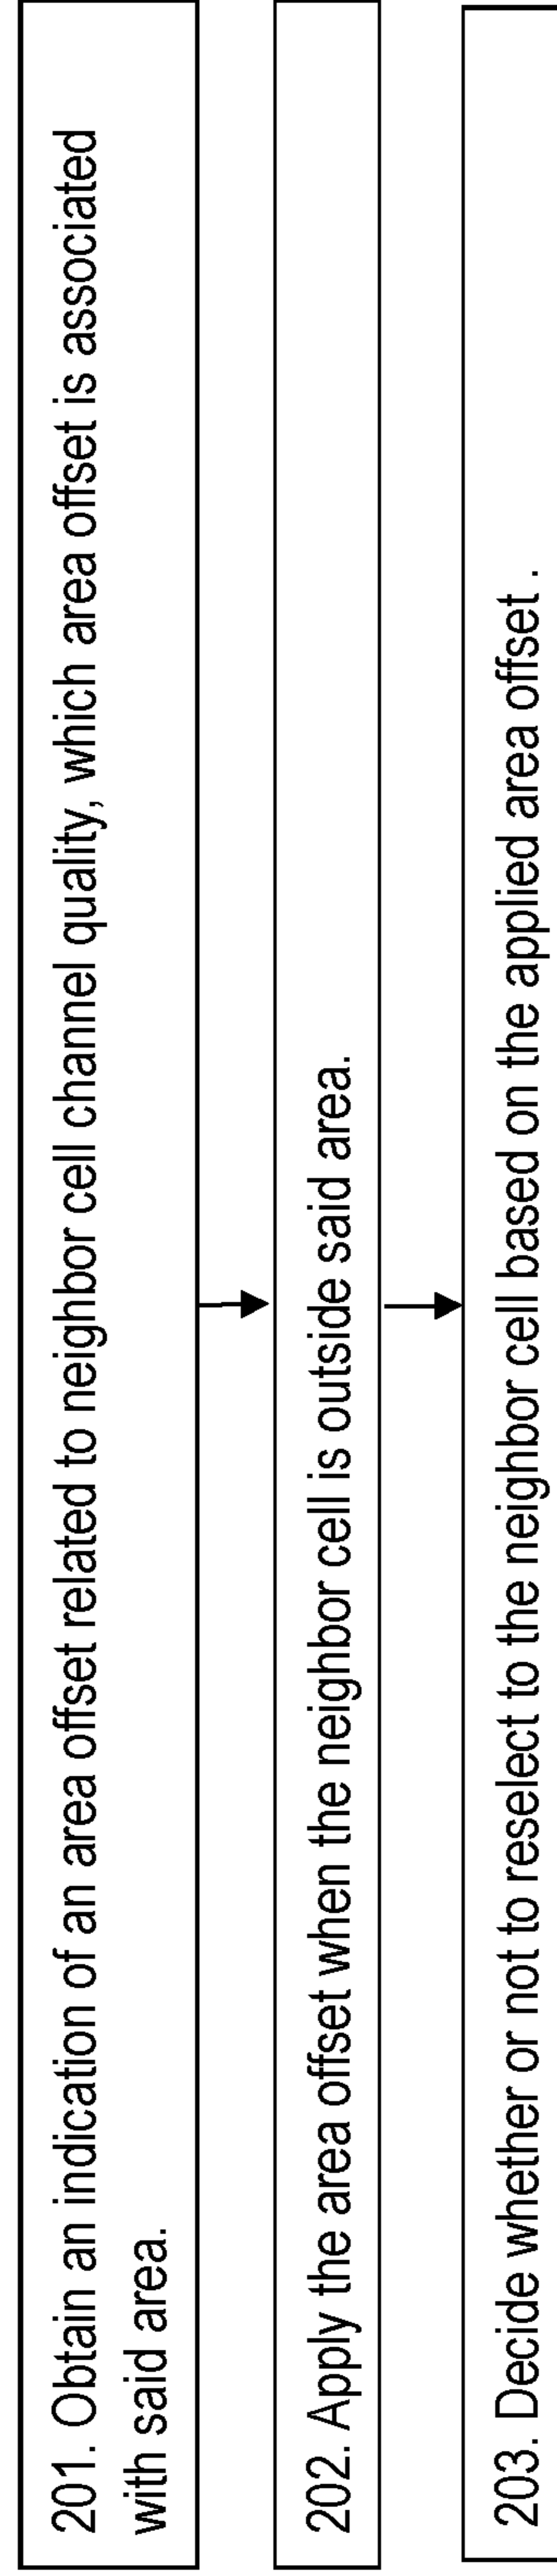 201. Obtain an indication of an area offset related to neighbor cell channel quality, which area offset is associated
with said area.
202. Apply the area offset when the neighbor cell is outside said area.
203. Decide whether or not to reselect to the neighbor cell based on the applied area offset .